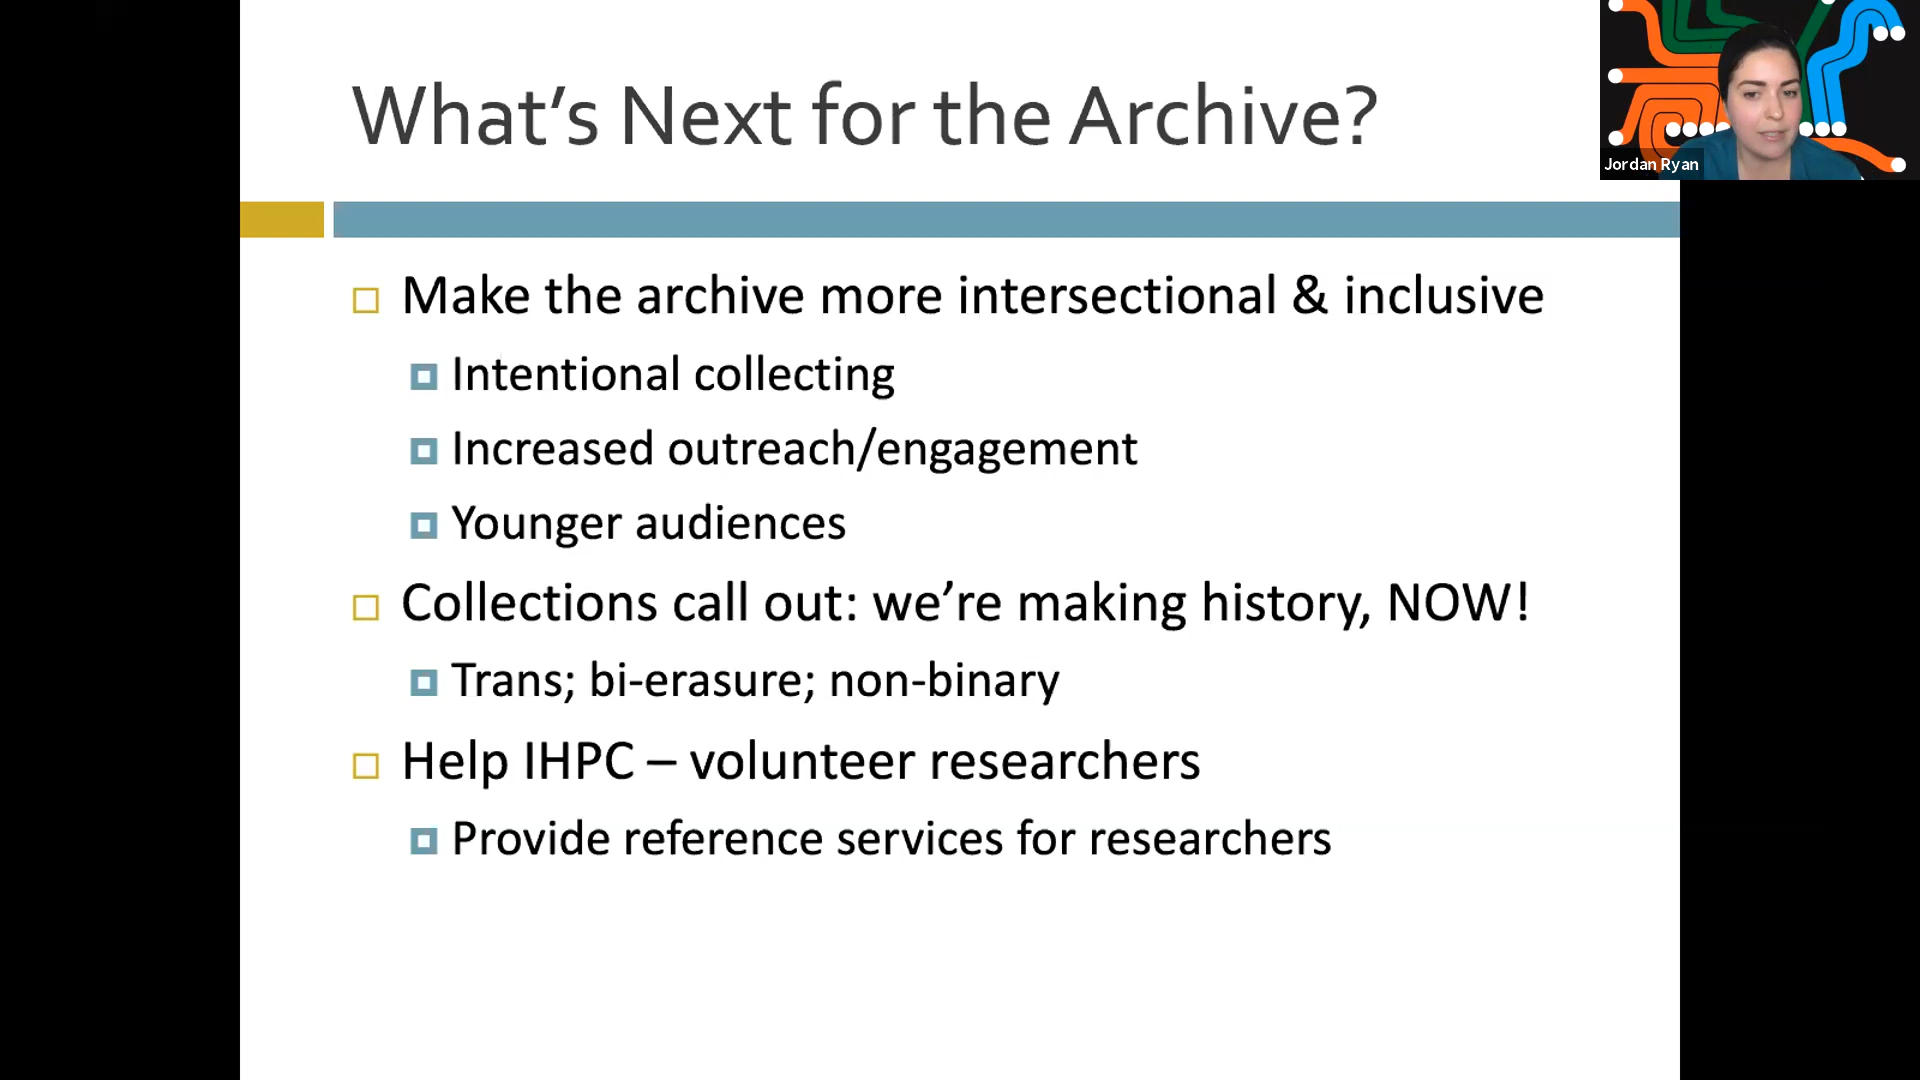 What's Next for the Archive?
Jordan Ryan
Make the archive more intersectional & inclusive
Intentional collecting
Increased outreach/engagement
Younger audiences
Collections call out: we're making history, NOW!
Trans; bi-erasure; non-binary
Help IHPC – volunteer researchers
Provide reference services for researchers